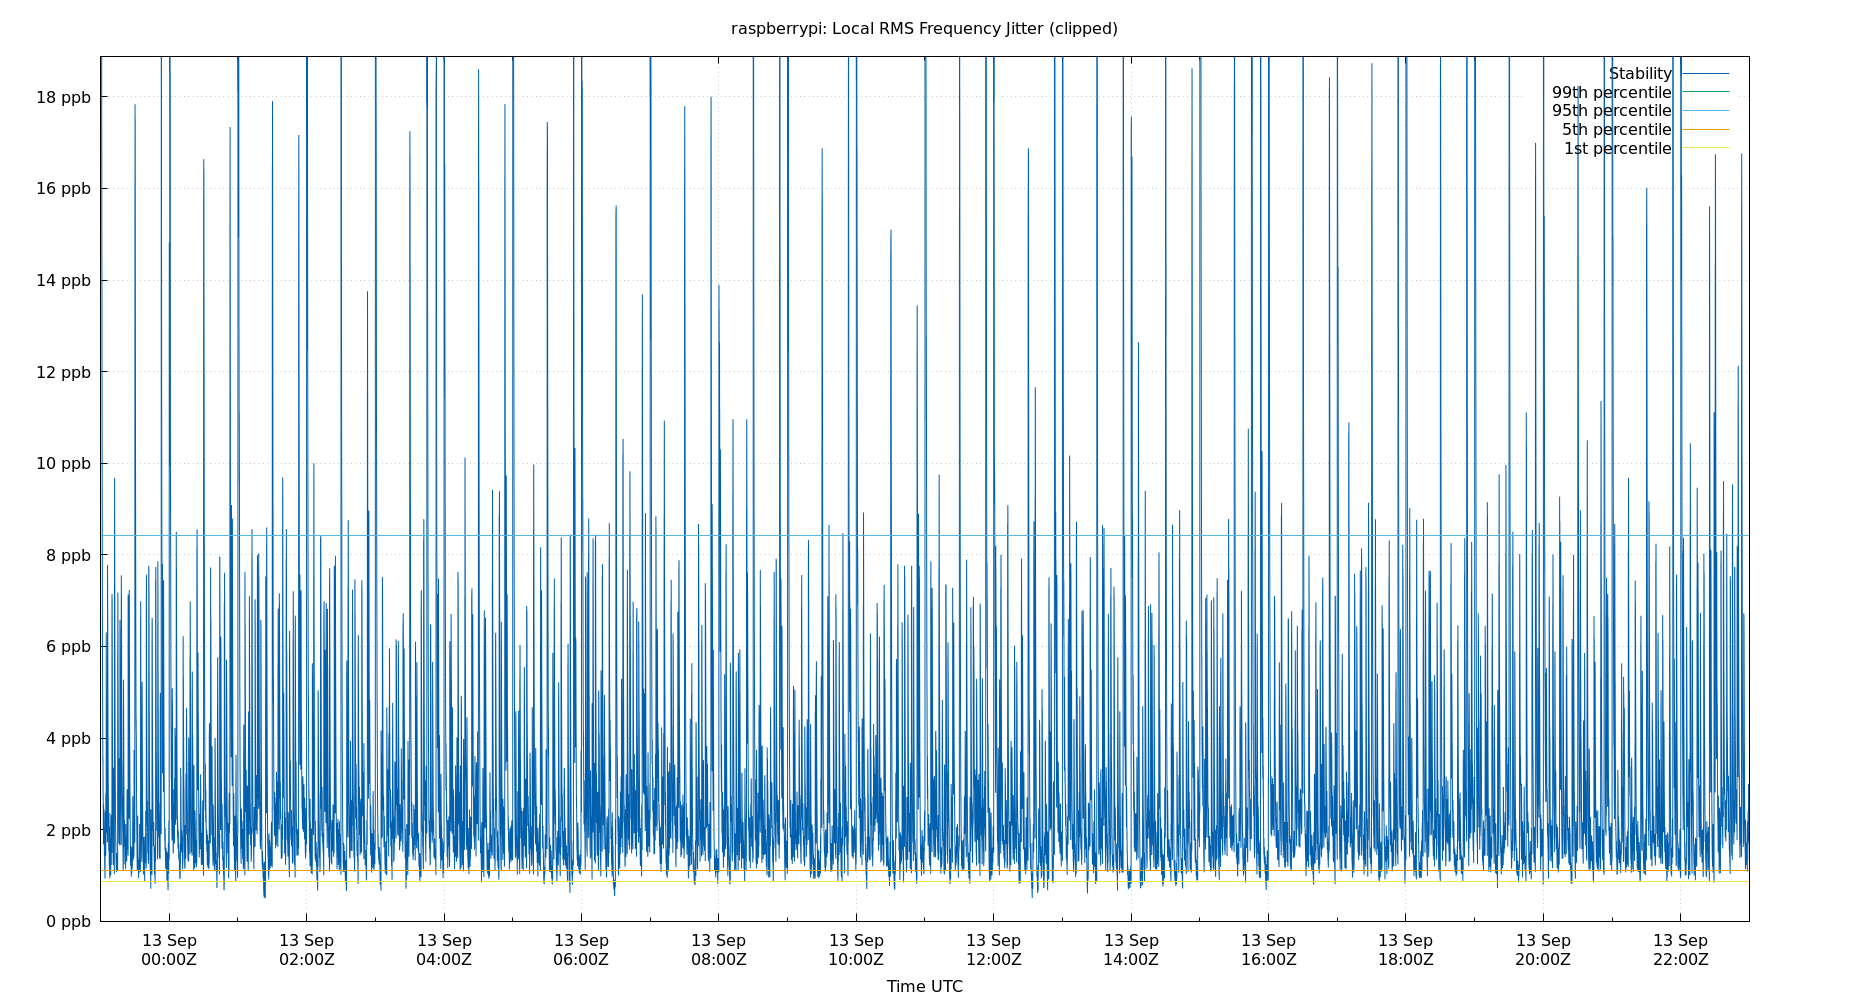 raspberrypi: Local RMS Frequency Jitter (clipped)
Stability
99th percentile
95th percentile
5th percentile
1st percentile
18 ppb
16 ppb
14 ppb
12 ppb
10 ppb
8 ppb
6 ppb
4 ppb
2 ppb
0 ppb
13 Sep 13 Sep 13 Sep 13 Sep 13 Sep 13 Sep 13 Sep 13 Sep 13 Sep 13 Sep 13 Sep 13 Sep
00:00Z 02:00Z 04:00Z 06:00Z 08:00Z 10:00Z 12:00Z 14:00Z 16:00Z 18:00Z 20:00Z 22:00Z
Time UTC